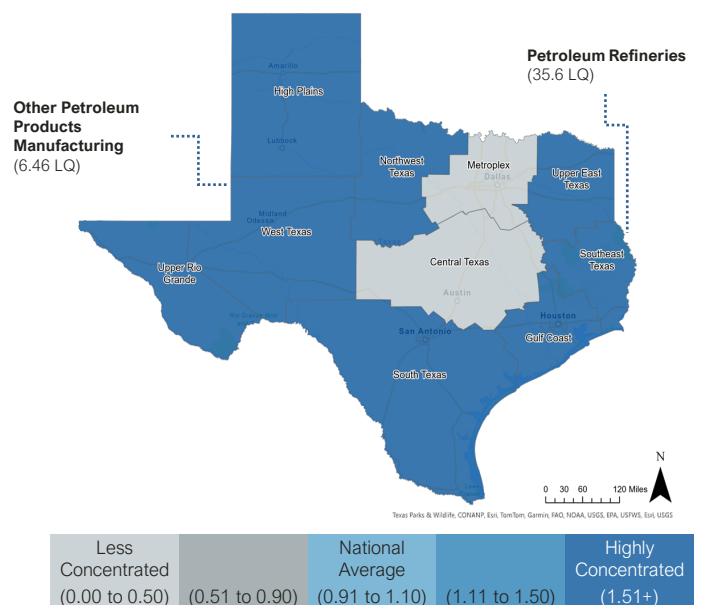 Petroleum Refineries
(35.6 LQ)
Other Petroleum
Products
Manufacturing
(6.46 LQ)
Amarillo
High Plains
Lubbock
Northwest
Texas
Metroplex
Dallas
Upper East
Texas
Midland
Odessa
West Texas
Texas
Central Texas
Southeast
Texas
Upper Rio
Grande
Austin
Houston
San Antonio
Gulf Coast
South Texas
N
0 30 60 120 Miles
Texas Parks & Wildlife, CONANP, Esri, TomTom, Garmin, FAO, NOAA, USGS, EPA, USFWS, Esri, USGS
Less
Concentrated
(0.00 to 0.50)
(0.51 to 0.90)
National
Average
(0.91 to 1.10)
(1.11 to 1.50)
Highly
Concentrated
(1.51+)